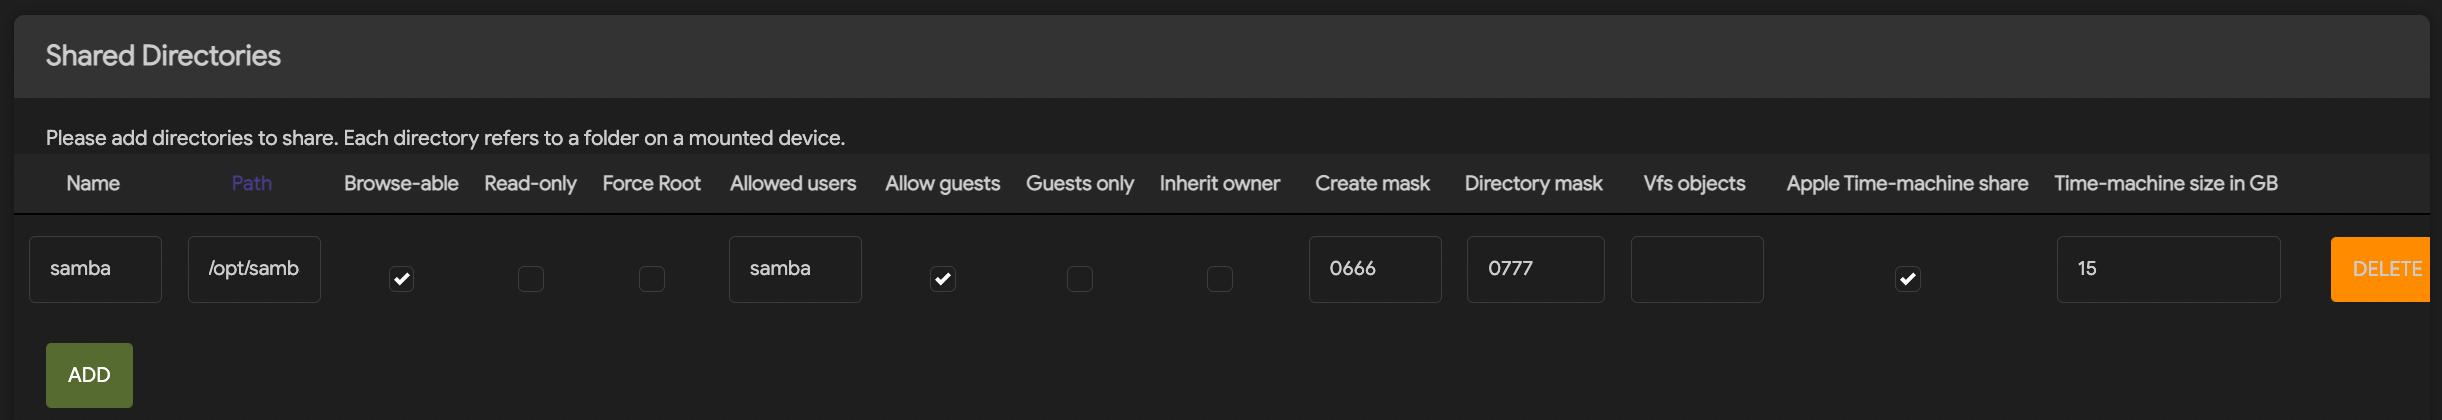 Shared Directories
Please add directories to share. Each directory refers to a folder on a mounted device.
Name Path Browse-able Read-only Force Root Allowed users Allow guests Guests only Inherit owner Create mask Directory mask Vfs objects Apple Time-machine share Time-machine size in GB
samba /opt/samb samba 0666 0777 15 DELETE
ADD